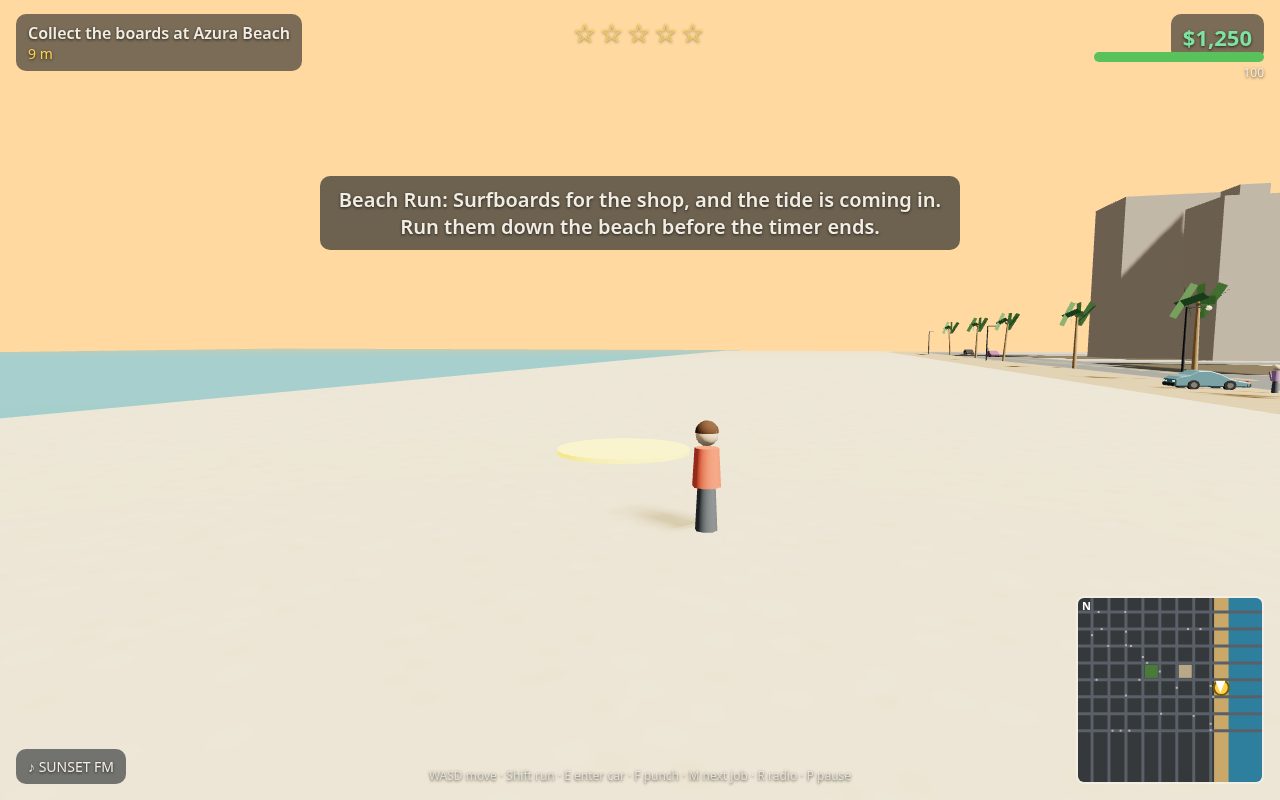 Collect the boards at Azura Beach
9 m
☆☆☆☆☆
$1,250
100
Beach Run: Surfboards for the shop, and the tide is coming in.
Run them down the beach before the timer ends.
N
♪ SUNSET FM
WASD move · Shift run · E enter car · F punch · M next job · R radio · P pause